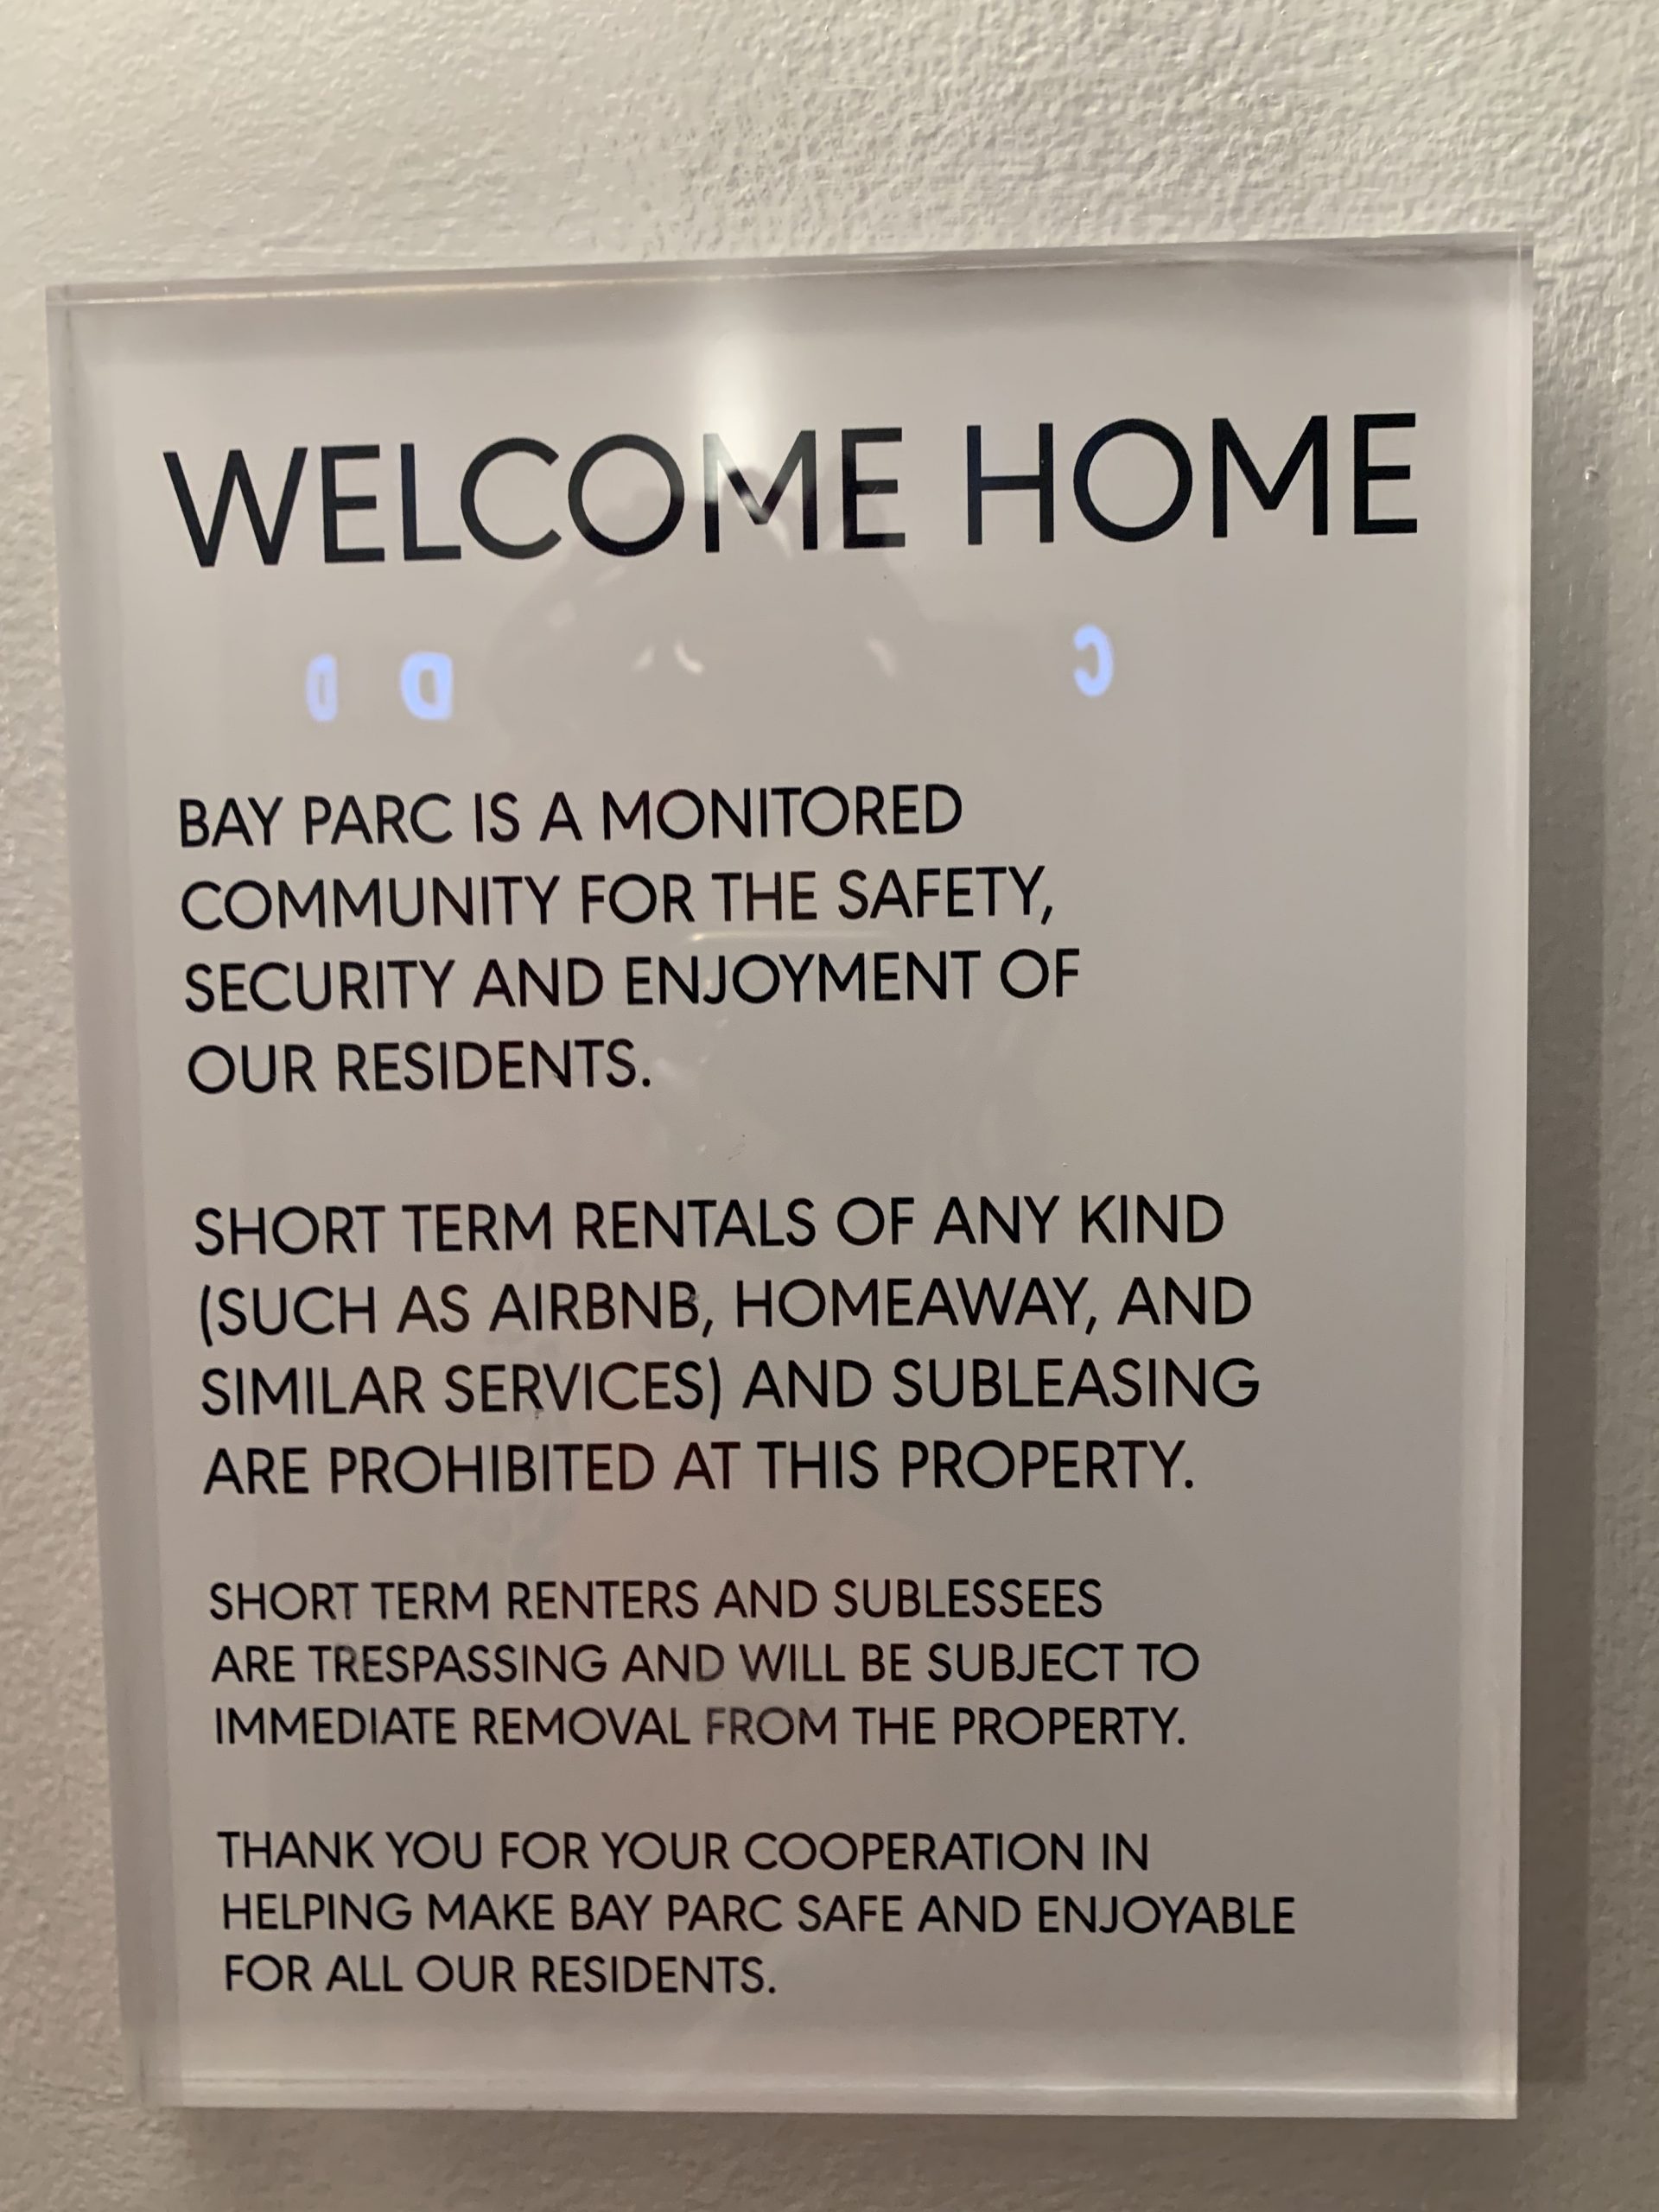 WELCOME HOME
BAY PARC IS A MONITORED
COMMUNITY FOR THE SAFETY,
SECURITY AND ENJOYMENT OF
OUR RESIDENTS.
SHORT TERM RENTALS OF ANY KIND
(SUCH AS AIRBNB, HOMEAWAY, AND
SIMILAR SERVICES) AND SUBLEASING
ARE PROHIBITED AT THIS PROPERTY.
SHORT TERM RENTERS AND SUBLESSEES
ARE TRESPASSING AND WILL BE SUBJECT TO
IMMEDIATE REMOVAL FROM THE PROPERTY.
THANK YOU FOR YOUR COOPERATION IN
HELPING MAKE BAY PARC SAFE AND ENJOYABLE
FOR ALL OUR RESIDENTS.